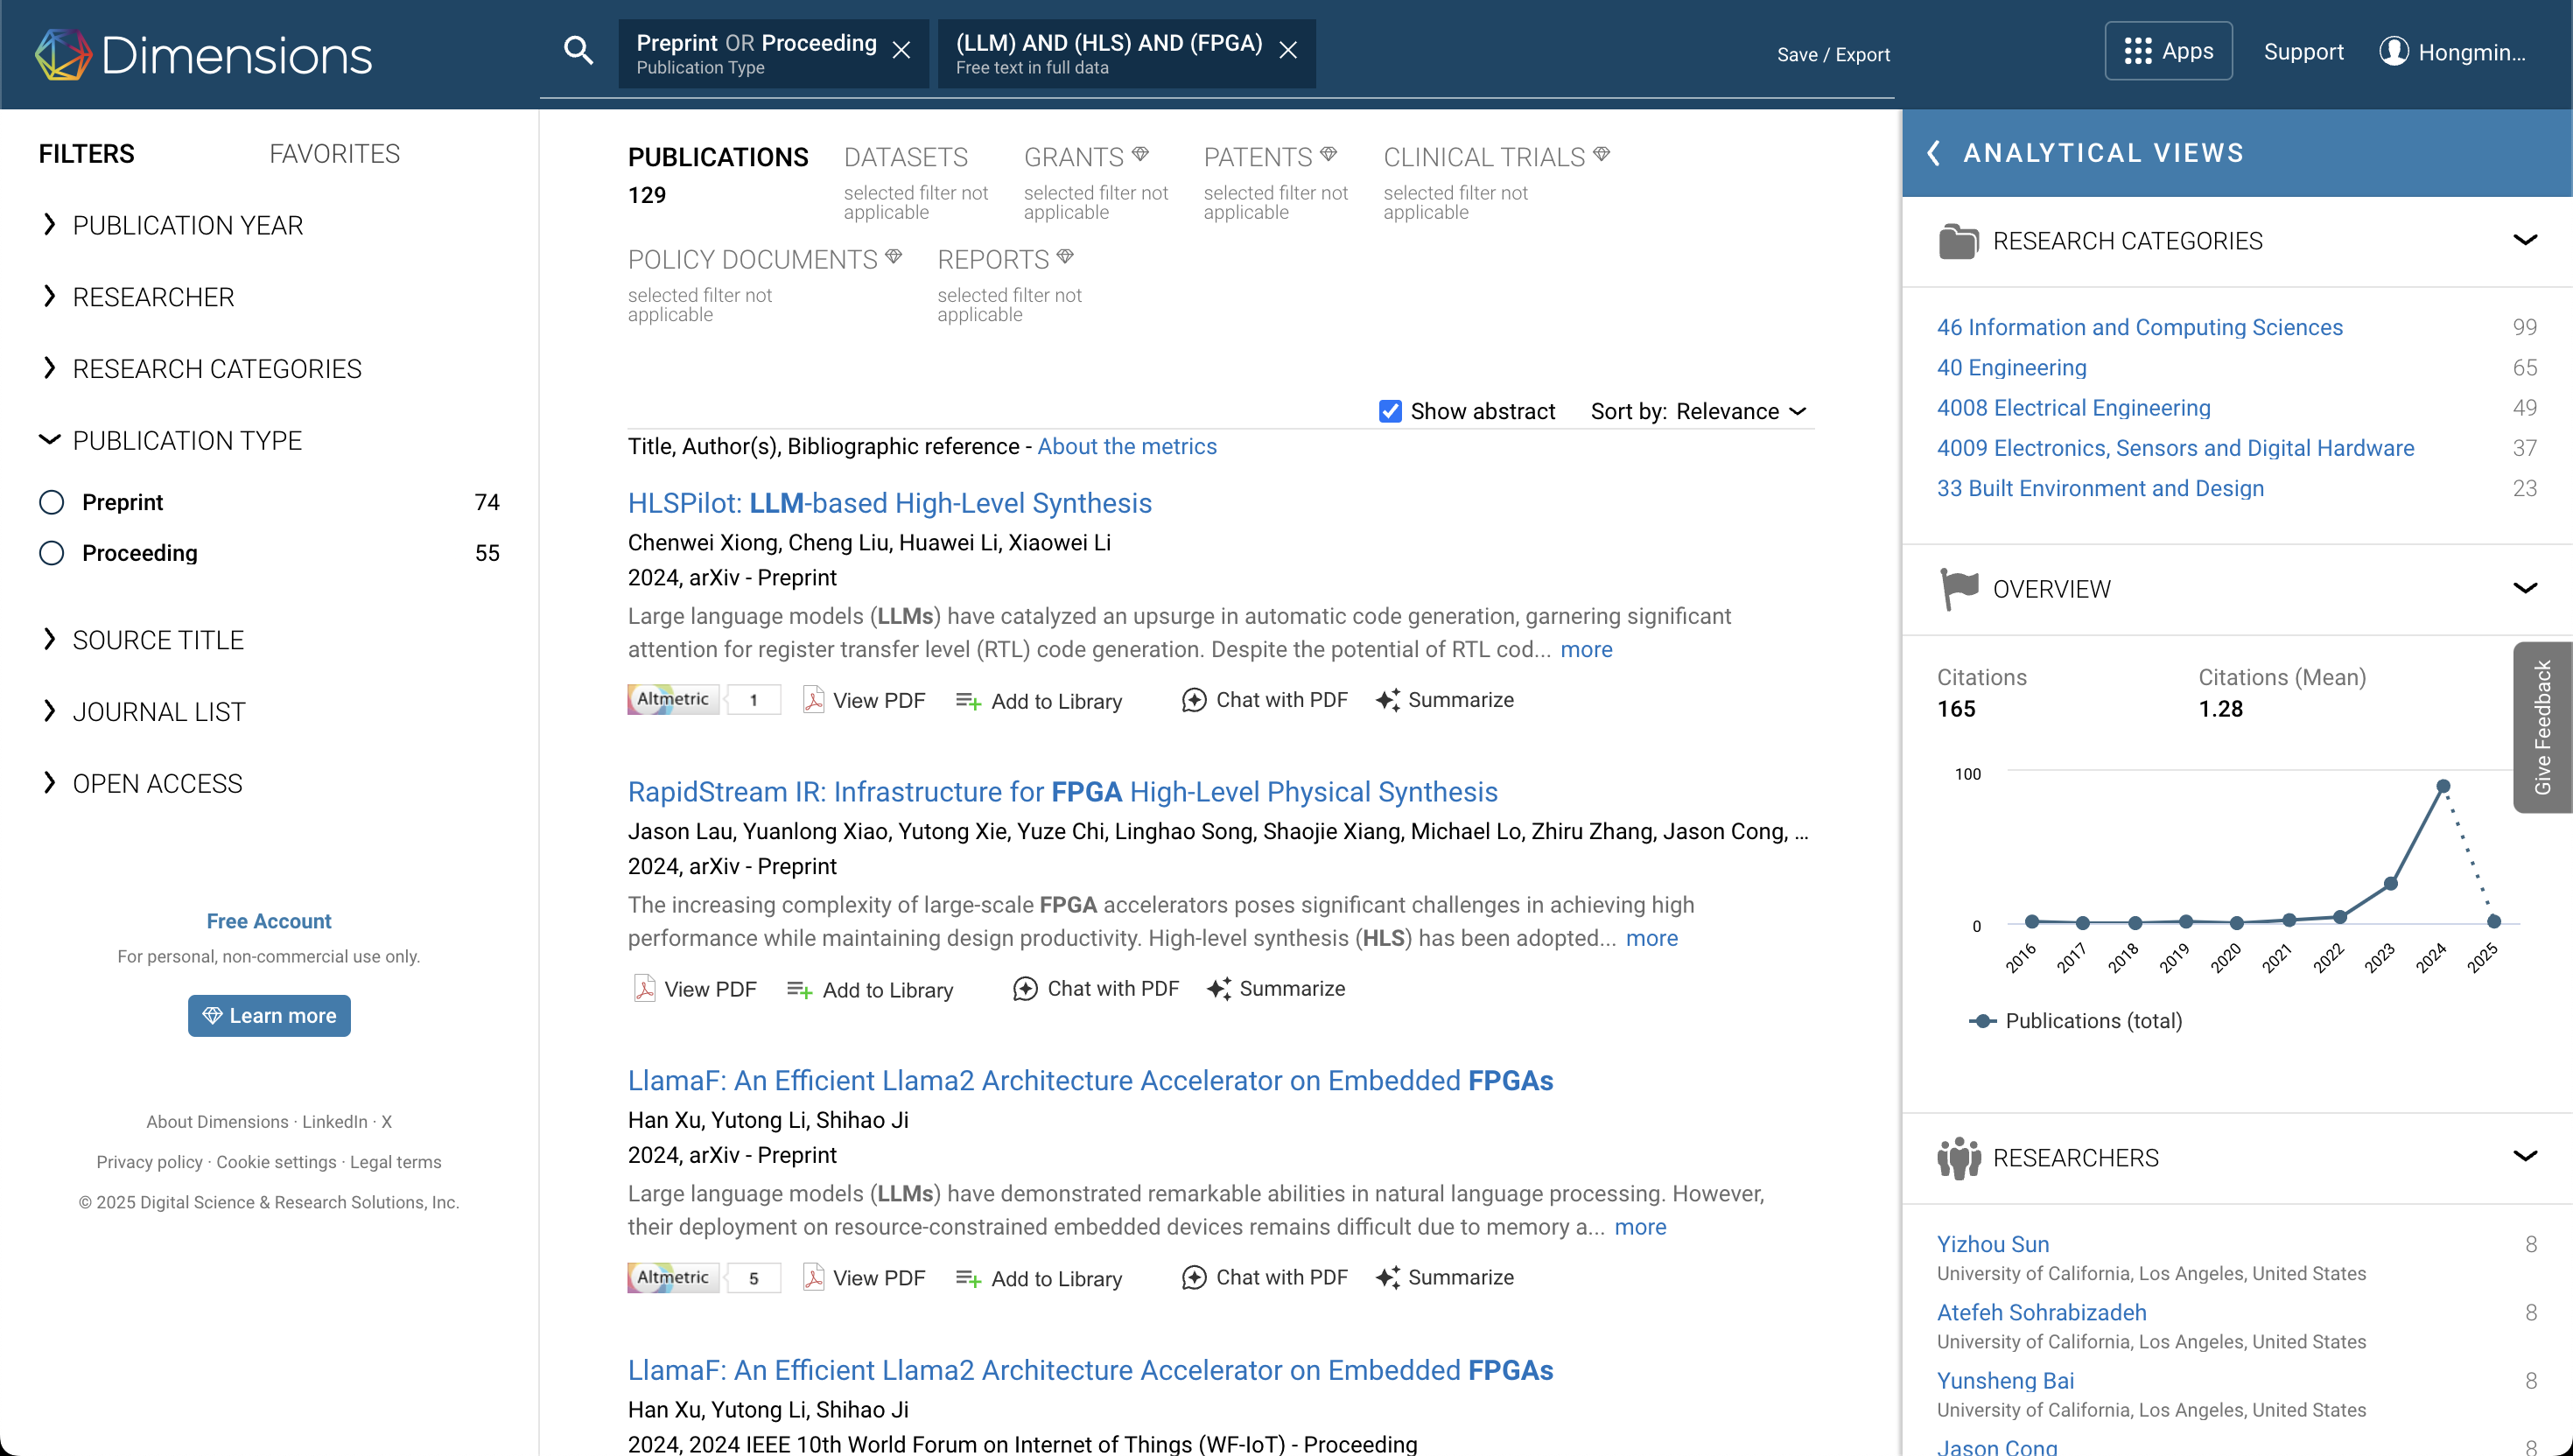 Dimensions
Preprint OR Proceeding
Publication Type
(LLM) AND (HLS) AND (FPGA)
Free text in full data
Save / Export
Apps
Support
Hongmin...
FILTERS
FAVORITES
PUBLICATION YEAR
RESEARCHER
RESEARCH CATEGORIES
PUBLICATION TYPE
Preprint 74
Proceeding 55
SOURCE TITLE
JOURNAL LIST
OPEN ACCESS
Free Account
For personal, non-commercial use only.
Learn more
About Dimensions · LinkedIn · X
Privacy policy · Cookie settings · Legal terms
© 2025 Digital Science & Research Solutions, Inc.
PUBLICATIONS
129
DATASETS
selected filter not
applicable
GRANTS
selected filter not
applicable
PATENTS
selected filter not
applicable
CLINICAL TRIALS
selected filter not
applicable
POLICY DOCUMENTS
selected filter not
applicable
REPORTS
selected filter not
applicable
Show abstract
Sort by: Relevance
Title, Author(s), Bibliographic reference - About the metrics
HLSPilot: LLM-based High-Level Synthesis
Chenwei Xiong, Cheng Liu, Huawei Li, Xiaowei Li
2024, arXiv - Preprint
Large language models (LLMs) have catalyzed an upsurge in automatic code generation, garnering significant
attention for register transfer level (RTL) code generation. Despite the potential of RTL cod... more
Altmetric 1 View PDF Add to Library Chat with PDF Summarize
RapidStream IR: Infrastructure for FPGA High-Level Physical Synthesis
Jason Lau, Yuanlong Xiao, Yutong Xie, Yuze Chi, Linghao Song, Shaojie Xiang, Michael Lo, Zhiru Zhang, Jason Cong, ...
2024, arXiv - Preprint
The increasing complexity of large-scale FPGA accelerators poses significant challenges in achieving high
performance while maintaining design productivity. High-level synthesis (HLS) has been adopted... more
View PDF Add to Library Chat with PDF Summarize
LlamaF: An Efficient Llama2 Architecture Accelerator on Embedded FPGAs
Han Xu, Yutong Li, Shihao Ji
2024, arXiv - Preprint
Large language models (LLMs) have demonstrated remarkable abilities in natural language processing. However,
their deployment on resource-constrained embedded devices remains difficult due to memory a... more
Altmetric 5 View PDF Add to Library Chat with PDF Summarize
LlamaF: An Efficient Llama2 Architecture Accelerator on Embedded FPGAs
Han Xu, Yutong Li, Shihao Ji
2024, 2024 IEEE 10th World Forum on Internet of Things (WF-IoT) - Proceeding
ANALYTICAL VIEWS
RESEARCH CATEGORIES
46 Information and Computing Sciences 99
40 Engineering 65
4008 Electrical Engineering 49
4009 Electronics, Sensors and Digital Hardware 37
33 Built Environment and Design 23
OVERVIEW
Citations
165
Citations (Mean)
1.28
100
0
2016
2017
2018
2019
2020
2021
2022
2023
2024
2025
Publications (total)
Give Feedback
RESEARCHERS
Yizhou Sun 8
University of California, Los Angeles, United States
Atefeh Sohrabizadeh 8
University of California, Los Angeles, United States
Yunsheng Bai 8
University of California, Los Angeles, United States
Jason Cong 8